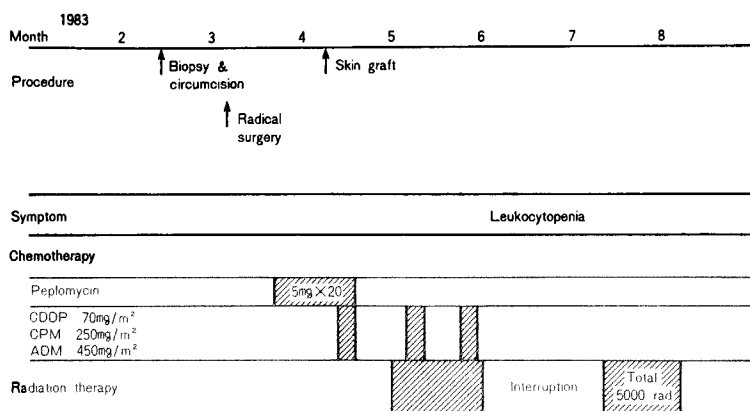 1983
Month 2 3 4 5 6 7 8
Procedure
Biopsy &
circumcision
Skin graft
Radical
surgery
Symptom Leukocytopenia
Chemotherapy
Peplomycin 5mg×20
CDDP 70mg/m²
CPM 250mg/m²
ADM 450mg/m²
Radiation therapy Interruption Total
5000 rad